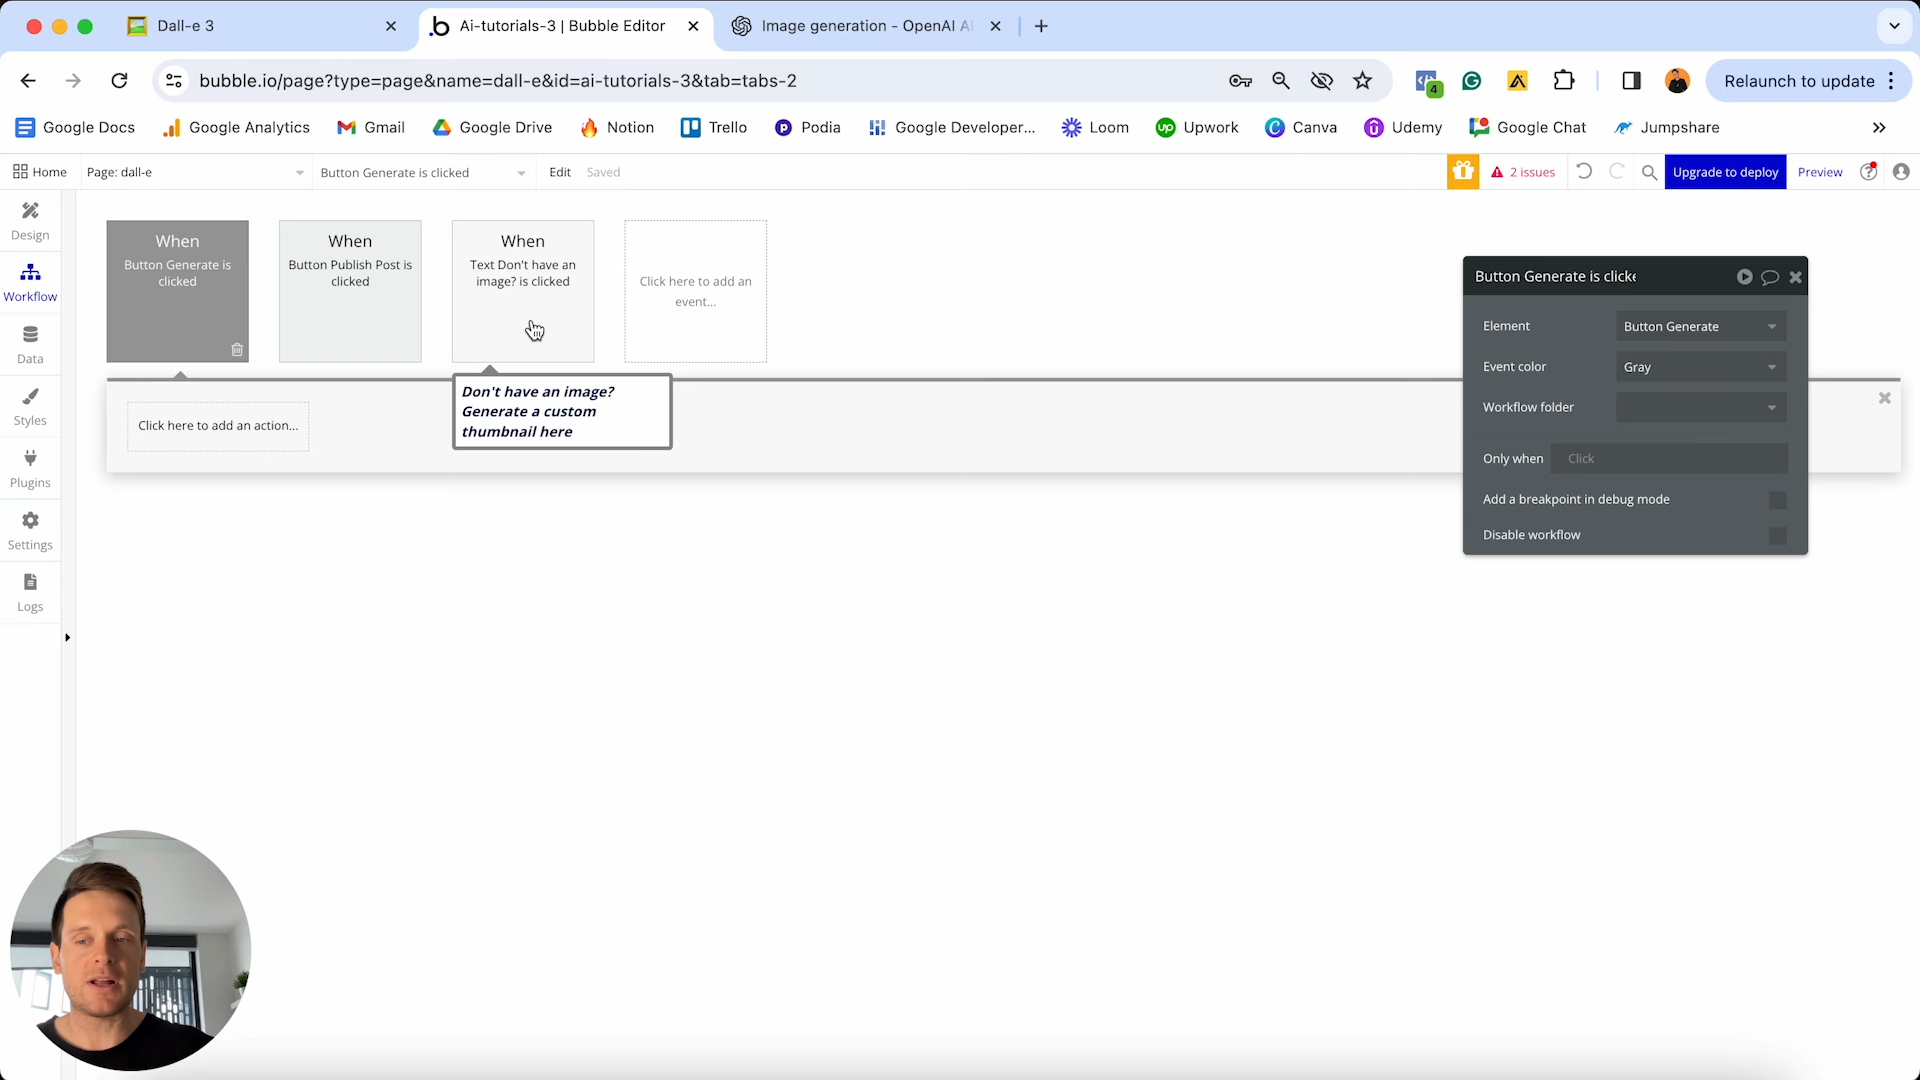 Dall-e 3
Ai-tutorials-3 | Bubble Editor
Image generation - OpenAI A
bubble.io/page?type=page&name=dall-e&id=ai-tutorials-3&tab=tabs-2
4
Relaunch to update
Google Docs
Google Analytics
Gmail
Google Drive
Notion
Trello
Podia
Google Developer...
Loom
Upwork
Canva
Udemy
Google Chat
Jumpshare
Home
Page: dall-e
Button Generate is clicked
Edit
Saved
2 issues
Upgrade to deploy
Preview
Design
Workflow
Data
Styles
Plugins
Settings
Logs
When
Button Generate is
clicked
When
Button Publish Post is
clicked
When
Text Don't have an
image? is clicked
Click here to add an
event...
Click here to add an action...
Don't have an image?
Generate a custom
thumbnail here
Button Generate is clicke
Element
Button Generate
Event color
Gray
Workflow folder
Only when
Click
Add a breakpoint in debug mode
Disable workflow